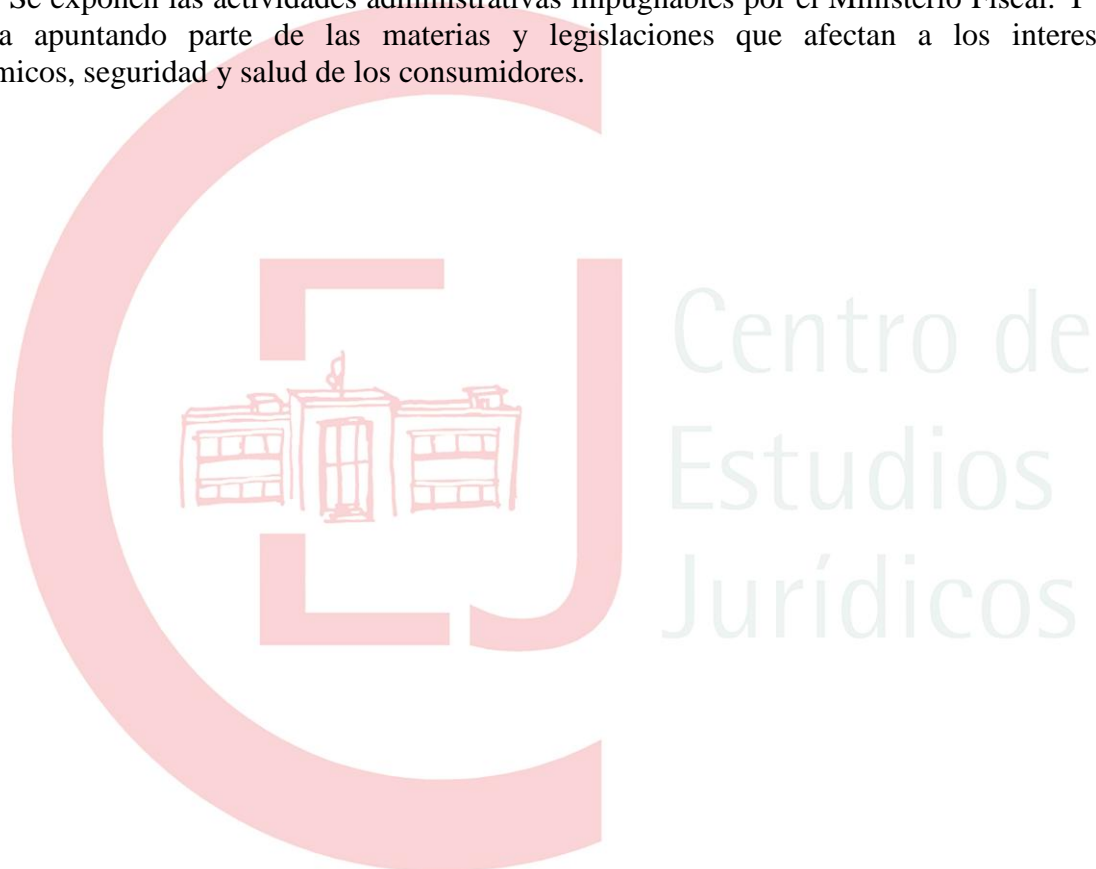 Se exponen las actividades administrativas impugnables por el Ministerio Fiscal.
a apuntando parte de las materias y legislaciones que afectan a los interes
micos, seguridad y salud de los consumidores.
Centro de
Estudios
Jurídicos
CEJ